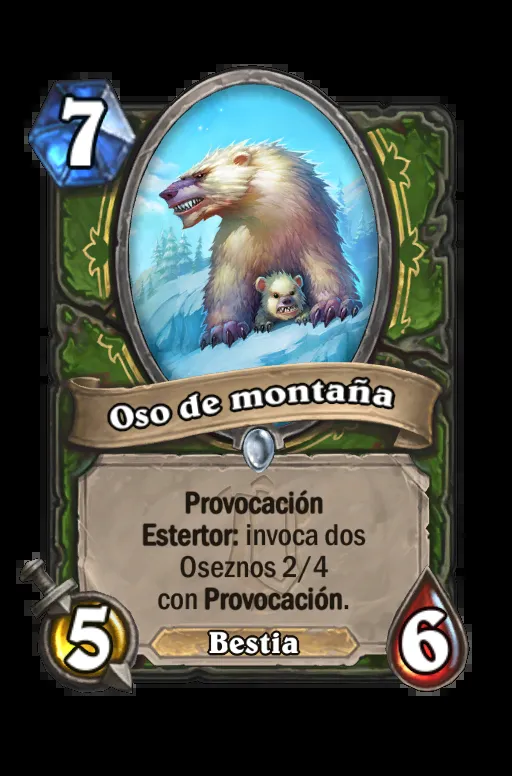 7
Oso de montaña
Provocación
Estertor: invoca dos
Oseznos 2/4
con Provocación.
5
Bestia
6